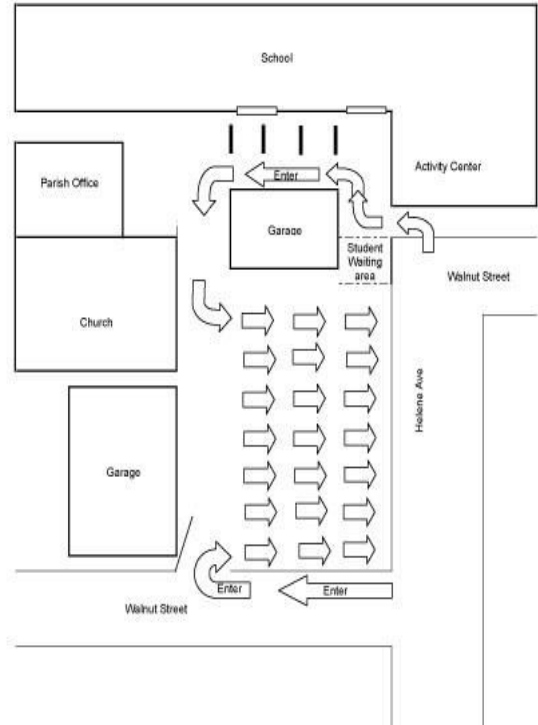 School
Activity Center
Parish Office
Enter
Garage
Student
Waiting
area
Walnut Street
Church
Helene Ave
Garage
Enter
Enter
Walnut Street